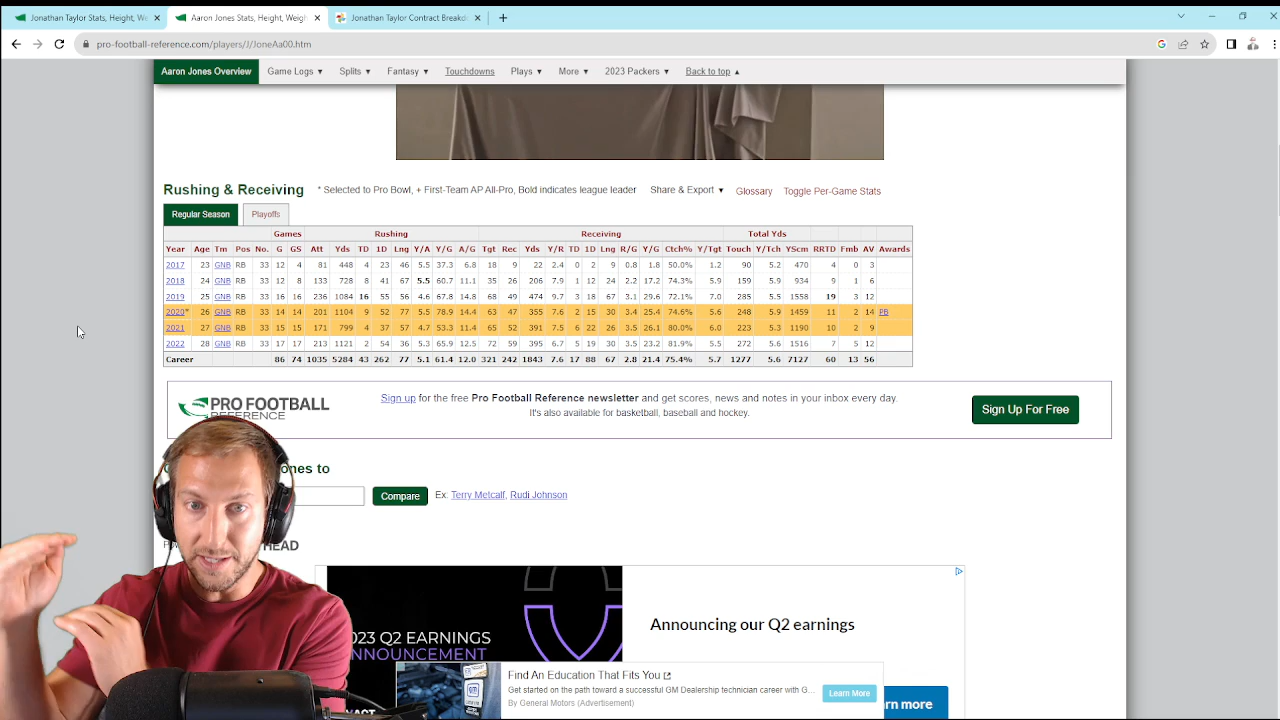 Jonathan Taylor Stats, Height, We
Aaron Jones Stats, Height, Weigh
Jonathan Taylor Contract Breakd
pro-football-reference.com/players/J/JoneAa00.htm
Aaron Jones Overview Game Logs ▼ Splits ▼ Fantasy ▼ Touchdowns Plays ▼ More ▼ 2023 Packers ▼ Back to top ▲
Rushing & Receiving * Selected to Pro Bowl, + First-Team AP All-Pro, Bold indicates league leader Share & Export ▼ Glossary Toggle Per-Game Stats
Regular Season Playoffs
Games Rushing Receiving Total Yds
Year Age Tm Pos No. G GS Att Yds TD 1D Lng Y/A Y/G A/G Tgt Rec Yds Y/R TD 1D Lng R/G Y/G Ctch% Y/Tgt Touch Y/Tch YScm RRTD Fmb AV Awards
2017 23 GNB RB 33 12 4 81 448 4 23 46 5.5 37.3 6.8 18 9 22 2.4 0 2 9 0.8 1.8 50.0% 1.2 90 5.2 470 4 0 3
2018 24 GNB RB 33 12 8 133 728 8 41 67 5.5 60.7 11.1 35 26 206 7.9 1 12 24 2.2 17.2 74.3% 5.9 159 5.9 934 9 1 6
2019 25 GNB RB 33 16 16 236 1084 16 55 56 4.6 67.8 14.8 68 49 474 9.7 3 18 67 3.1 29.6 72.1% 7.0 285 5.5 1558 19 3 12
2020* 26 GNB RB 33 14 14 201 1104 9 52 77 5.5 78.9 14.4 63 47 355 7.6 2 15 30 3.4 25.4 74.6% 5.6 248 5.9 1459 11 2 14 PB
2021 27 GNB RB 33 15 15 171 799 4 37 57 4.7 53.3 11.4 65 52 391 7.5 6 22 26 3.5 26.1 80.0% 6.0 223 5.3 1190 10 2 9
2022 28 GNB RB 33 17 17 213 1121 2 54 36 5.3 65.9 12.5 72 59 395 6.7 5 19 30 3.5 23.2 81.9% 5.5 272 5.6 1516 7 5 12
Career 86 74 1035 5284 43 262 77 5.1 61.4 12.0 321 242 1843 7.6 17 88 67 2.8 21.4 75.4% 5.7 1277 5.6 7127 60 13 56
PRO FOOTBALL
REFERENCE
Sign up for the free Pro Football Reference newsletter and get scores, news and notes in your inbox every day.
It's also available for basketball, baseball and hockey.
Sign Up For Free
ones to
Compare Ex: Terry Metcalf, Rudi Johnson
HEAD
023 Q2 EARNINGS
NNOUNCEMENT
Announcing our Q2 earnings
Find An Education That Fits You
Get started on the path toward a successful GM Dealership technician career with G...
By General Motors (Advertisement)
Learn More
arn more